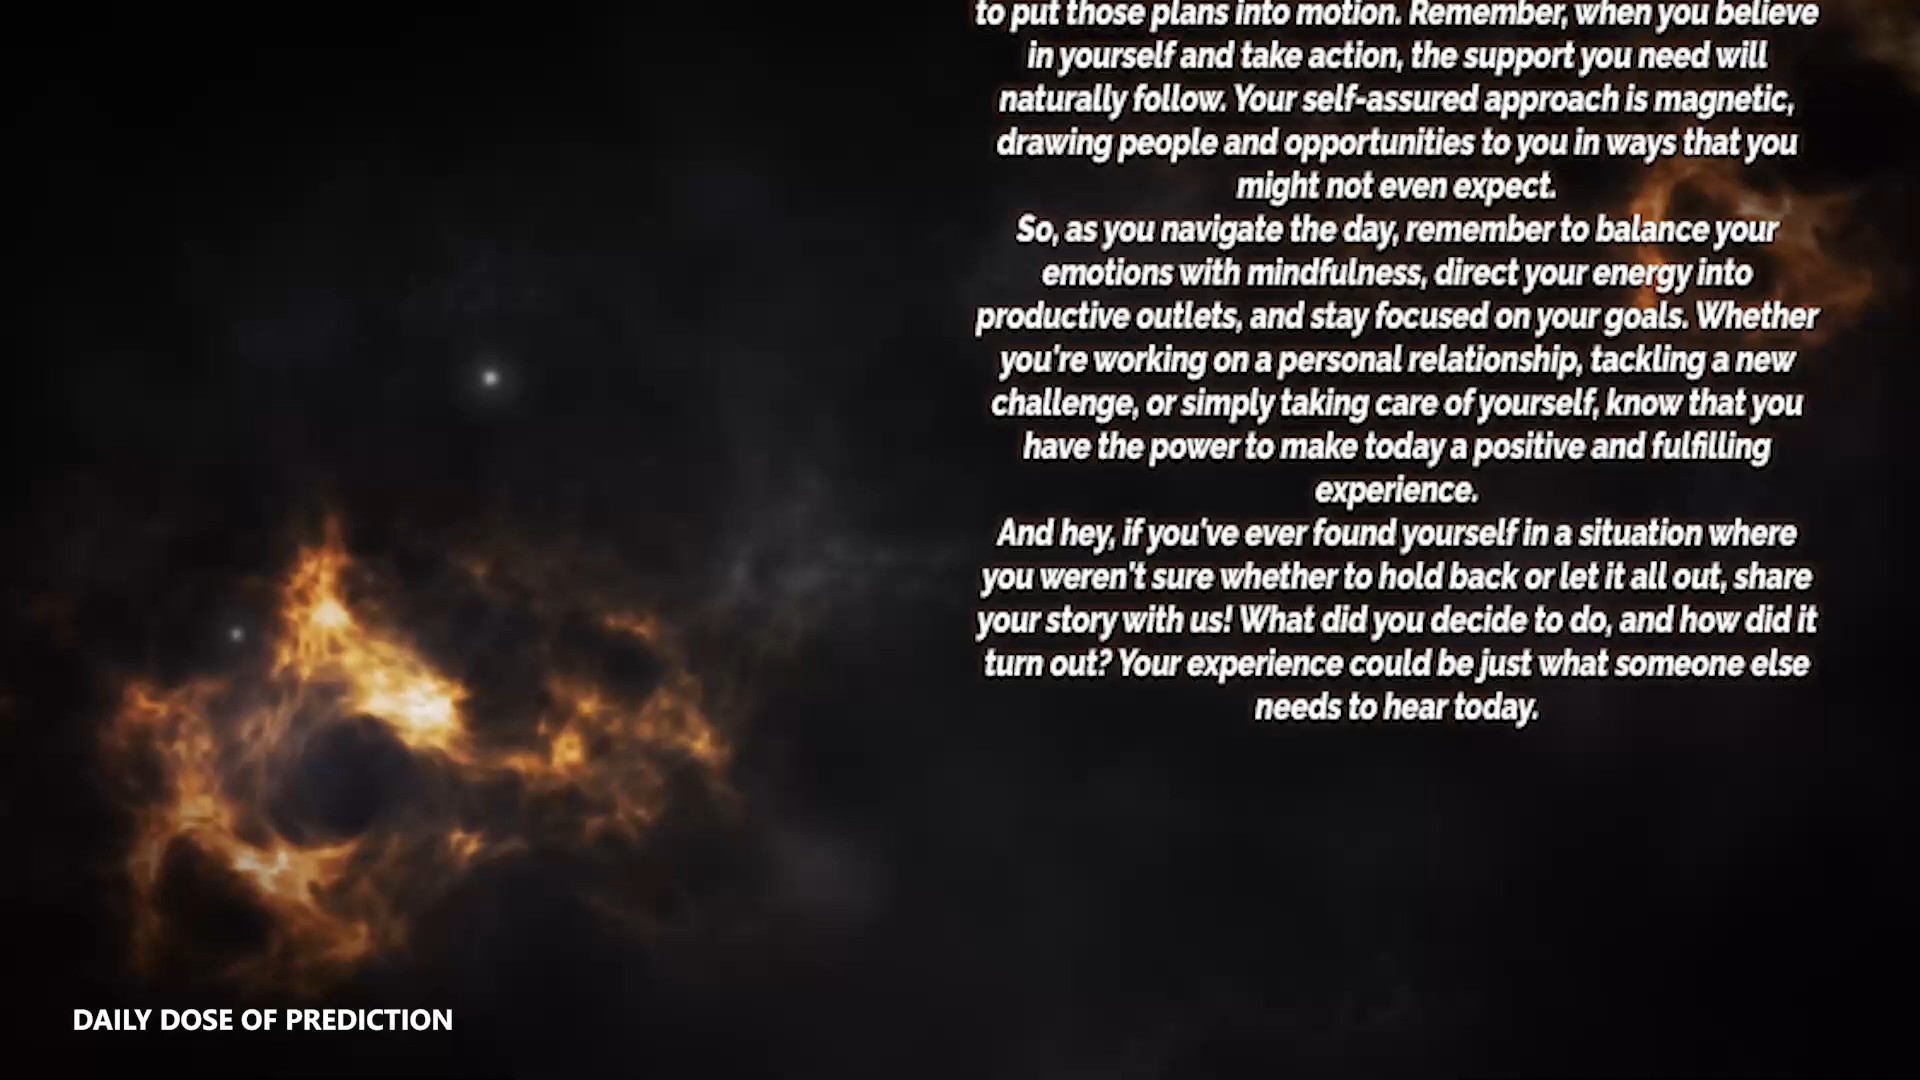 to put those plans into motion. Remember, when you believe
in yourself and take action, the support you need will
naturally follow. Your self-assured approach is magnetic,
drawing people and opportunities to you in ways that you
might not even expect.
So, as you navigate the day, remember to balance your
emotions with mindfulness, direct your energy into
productive outlets, and stay focused on your goals. Whether
you're working on a personal relationship, tackling a new
challenge, or simply taking care of yourself, know that you
have the power to make today a positive and fulfilling
experience.
And hey, if you've ever found yourself in a situation where
you weren't sure whether to hold back or let it all out, share
your story with us! What did you decide to do, and how did it
turn out? Your experience could be just what someone else
needs to hear today.
DAILY DOSE OF PREDICTION